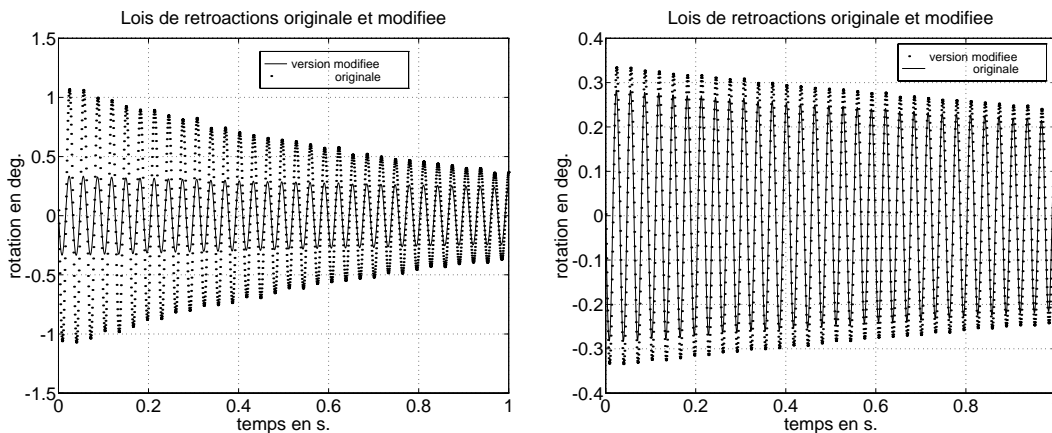 Lois de retroactions originale et modifiee
1.5
1
0.5
0
-0.5
-1
-1.5
rotation en deg.
version modifiee
originale
0 0.2 0.4 0.6 0.8 1
temps en s.
Lois de retroactions originale et modifiee
0.4
0.3
0.2
0.1
0
-0.1
-0.2
-0.3
-0.4
rotation en deg.
version modifiee
originale
0 0.2 0.4 0.6 0.8
temps en s.